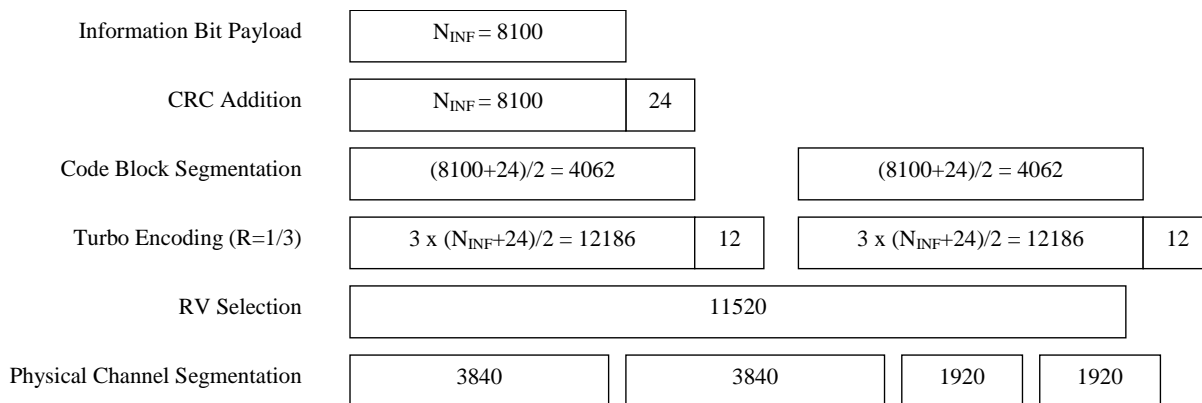 Information Bit Payload N_INF = 8100
CRC Addition N_INF = 8100 24
Code Block Segmentation (8100+24)/2 = 4062 (8100+24)/2 = 4062
Turbo Encoding (R=1/3) 3 x (N_INF+24)/2 = 12186 12 3 x (N_INF+24)/2 = 12186 12
RV Selection 11520
Physical Channel Segmentation 3840 3840 1920 1920